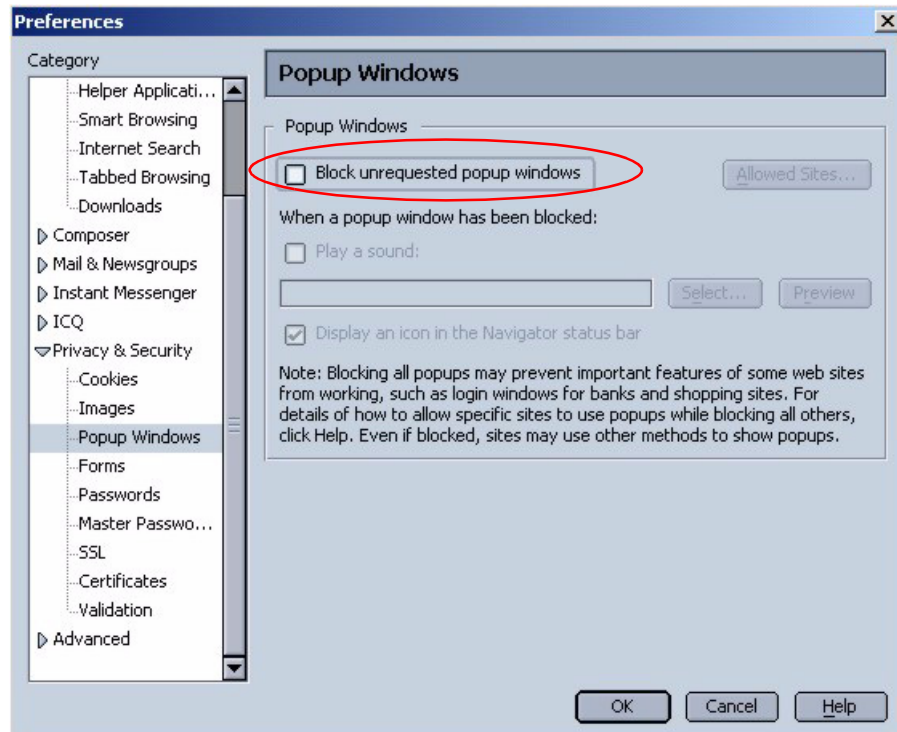 Preferences
Category
Helper Applicati...
Smart Browsing
Internet Search
Tabbed Browsing
Downloads
Composer
Mail & Newsgroups
Instant Messenger
ICQ
Privacy & Security
Cookies
Images
Popup Windows
Forms
Passwords
Master Passwo...
SSL
Certificates
Validation
Advanced
Popup Windows
Popup Windows
Block unrequested popup windows
Allowed Sites...
When a popup window has been blocked:
Play a sound:
Select...
Preview
Display an icon in the Navigator status bar
Note: Blocking all popups may prevent important features of some web sites
from working, such as login windows for banks and shopping sites. For
details of how to allow specific sites to use popups while blocking all others,
click Help. Even if blocked, sites may use other methods to show popups.
OK
Cancel
Help